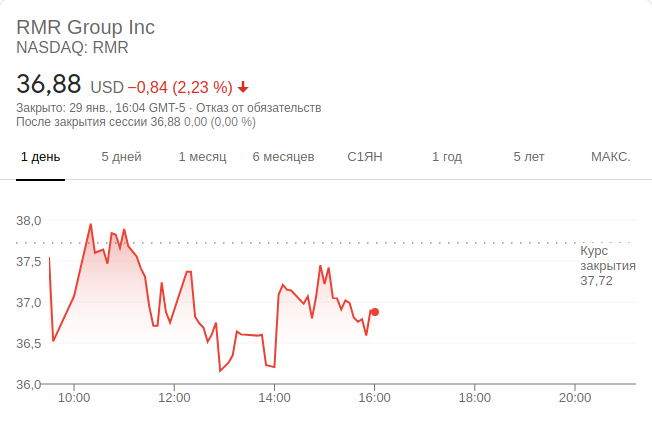 RMR Group Inc
NASDAQ: RMR
36,88 USD −0,84 (2,23 %)
Закрыто: 29 янв., 16:04 GMT-5 · Отказ от обязательств
После закрытия сессии 36,88 0,00 (0,00 %)
1 день 5 дней 1 месяц 6 месяцев С1ЯН 1 год 5 лет МАКС.
38,0
Курс
закрытия
37,72
37,5
37,0
36,5
36,0
10:00 12:00 14:00 16:00 18:00 20:00